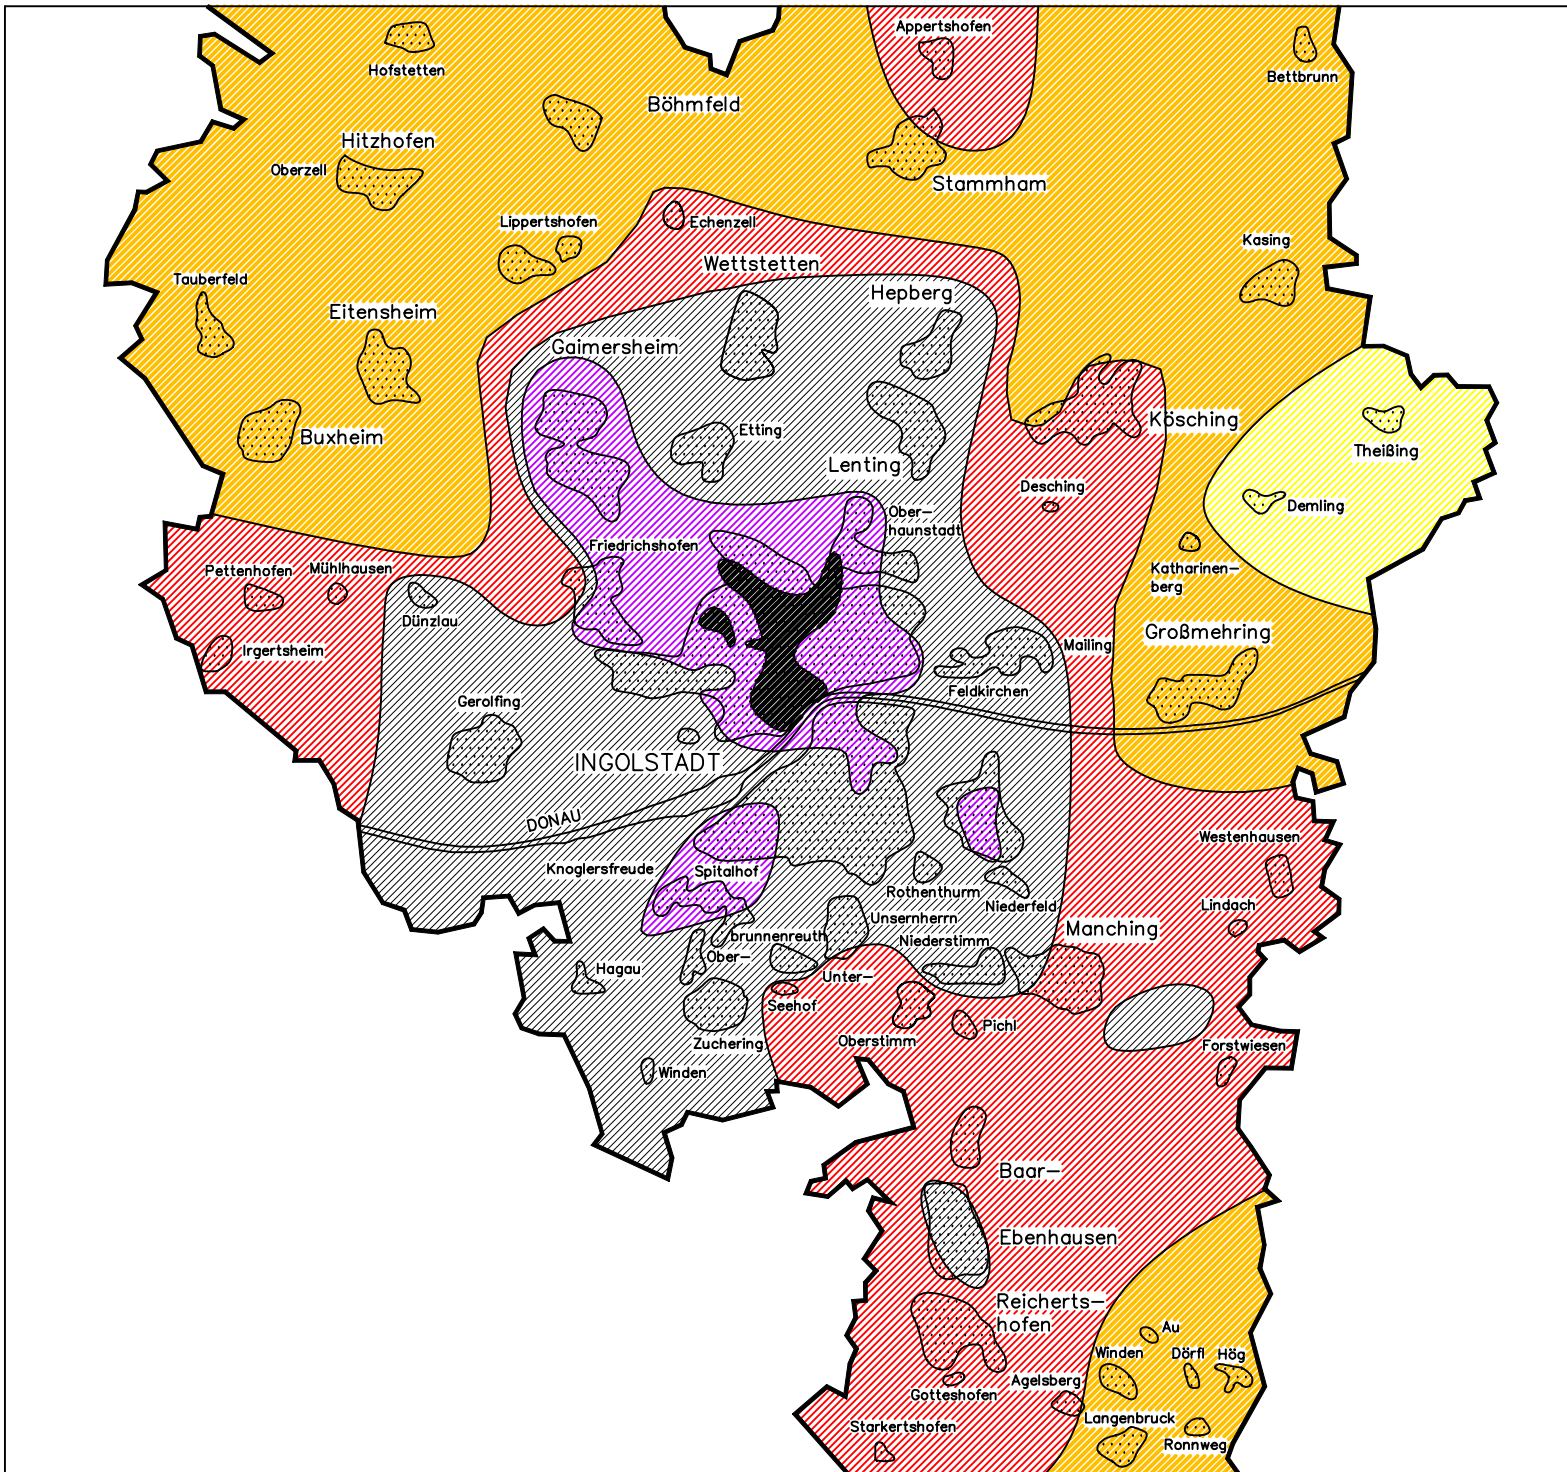 Appertshofen
Hofstetten
Bettbrunn
Böhmfeld
Hitzhofen
Oberzell
Stammham
Lippertshofen
Echenzell
Kasing
Wettstetten
Tauberfeld
Hepberg
Eitensheim
Gaimersheim
Kösching
Etting
Buxheim
Theißing
Lenting
Desching
Demling
Ober-
haunstadt
Friedrichshofen
Pettenhofen
Mühlhausen
Katharinen-
berg
Dünzlau
Großmehring
Irgertsheim
Mailing
Feldkirchen
Gerolfing
INGOLSTADT
DONAU
Westenhausen
Knoglersfreude
Spitalhof
Rothenthurm
Niederfeld
Lindach
Unsernherrn
Manching
brunnenreuth
Niederstimm
Ober-
Hagau
Unter-
Seehof
Pichl
Oberstimm
Zuchering
Forstwiesen
Winden
Baar-
Ebenhausen
Reicherts-
hofen
Au
Winden
Dörfl
Hög
Agelsberg
Gotteshofen
Langenbruck
Starkertshofen
Ronnweg